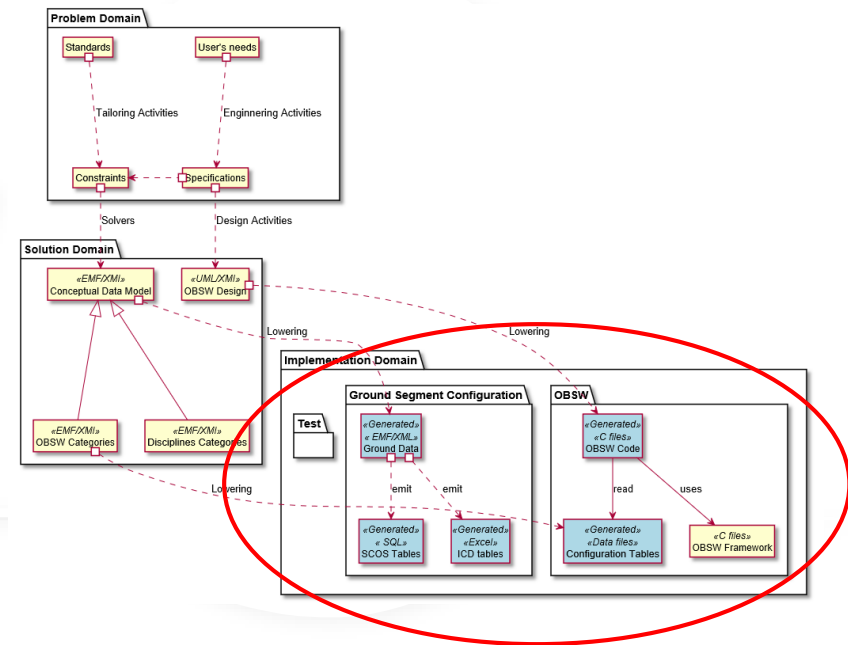 Problem Domain
Standards
User's needs
Tailoring Activities
Enginnering Activities
Constraints
Specifications
Solvers
Design Activities
Solution Domain
«EMF/XMI»
Conceptual Data Model
«UML/XMI»
OBSW Design
Lowering
Lowering
Implementation Domain
Ground Segment Configuration
OBSW
Test
«Generated»
« EMF/XML»
Ground Data
«Generated»
«C files»
OBSW Code
«EMF/XMI»
OBSW Categories
«EMF/XMI»
Disciplines Categories
Lowering
emit
emit
read
uses
«Generated»
« SQL»
SCOS Tables
«Generated»
«Excel»
ICD tables
«Generated»
«Data files»
Configuration Tables
«C files»
OBSW Framework